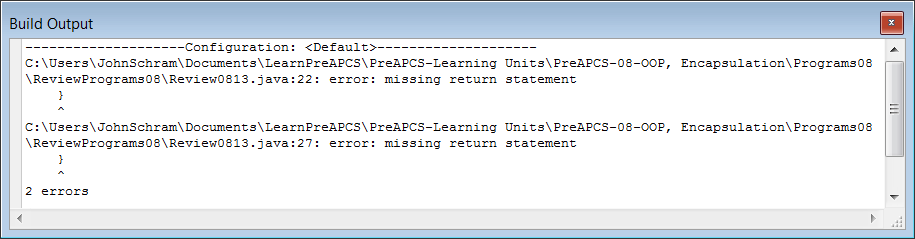 Build Output
--------------------Configuration: <Default>--------------------
C:\Users\JohnSchram\Documents\LearnPreAPCS\PreAPCS-Learning Units\PreAPCS-08-OOP, Encapsulation\Programs08
\ReviewPrograms08\Review0813.java:22: error: missing return statement
    }
    ^
C:\Users\JohnSchram\Documents\LearnPreAPCS\PreAPCS-Learning Units\PreAPCS-08-OOP, Encapsulation\Programs08
\ReviewPrograms08\Review0813.java:27: error: missing return statement
    }
    ^
2 errors